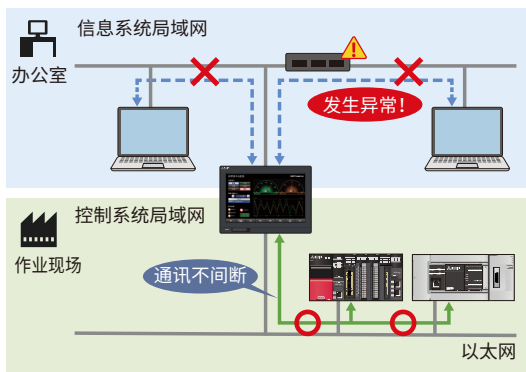 信息系统局域网
办公室
发生异常！
控制系统局域网
作业现场
通讯不间断
以太网